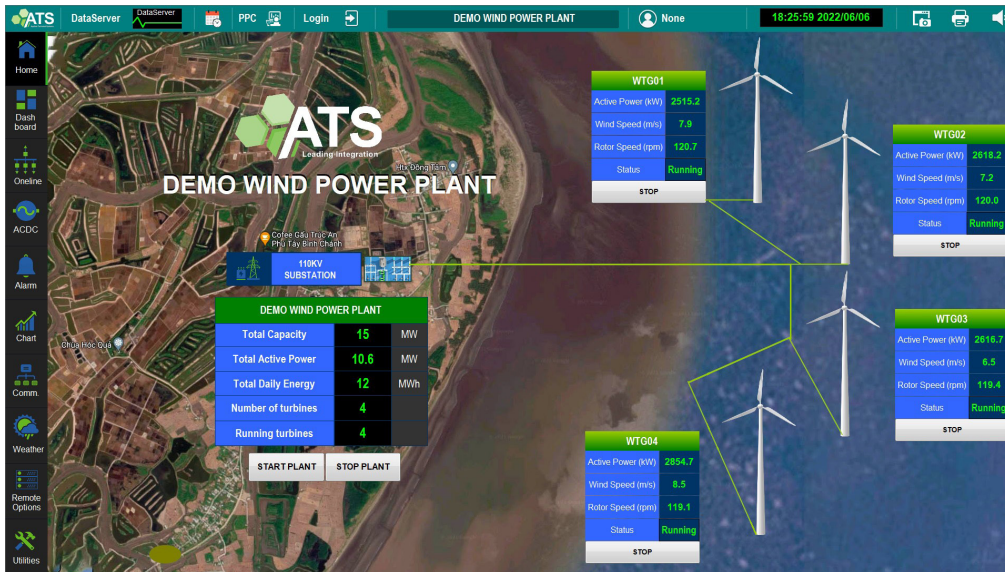 ATS
DataServer
DataServer
PPC
Login
DEMO WIND POWER PLANT
None
18:25:59 2022/06/06
Home
Dash
board
Oneline
ACDC
Alarm
Chart
Comm.
Weather
Remote
Options
Utilities
ATS
Leading Integration
DEMO WIND POWER PLANT
Htx Đồng Tâm
Cofee Gấu Trúc An
Phú Tây Bình Chánh
Chùa Hóc Quả
110KV
SUBSTATION
DEMO WIND POWER PLANT
Total Capacity 15 MW
Total Active Power 10.6 MW
Total Daily Energy 12 MWh
Number of turbines 4
Running turbines 4
START PLANT STOP PLANT
WTG01
Active Power (kW) 2515.2
Wind Speed (m/s) 7.9
Rotor Speed (rpm) 120.7
Status Running
STOP
WTG02
Active Power (kW) 2618.2
Wind Speed (m/s) 7.2
Rotor Speed (rpm) 120.0
Status Running
STOP
WTG03
Active Power (kW) 2616.7
Wind Speed (m/s) 6.5
Rotor Speed (rpm) 119.4
Status Running
STOP
WTG04
Active Power (kW) 2854.7
Wind Speed (m/s) 8.5
Rotor Speed (rpm) 119.1
Status Running
STOP